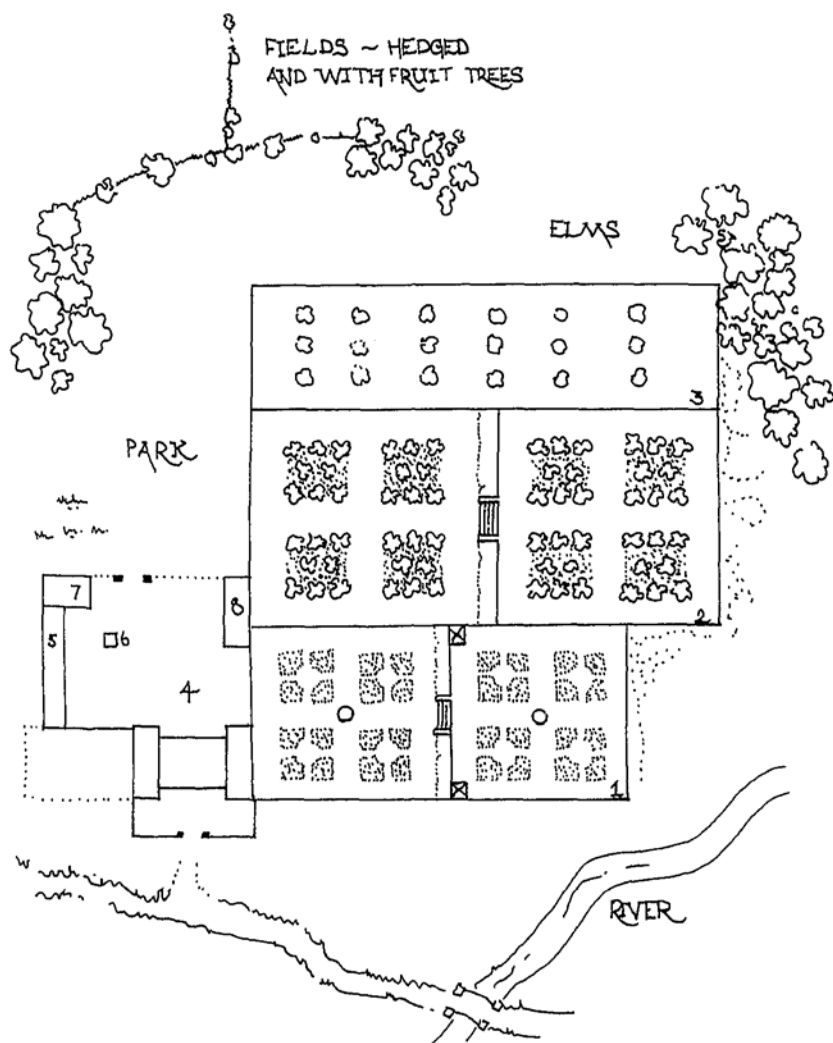 FIELDS ~ HEDGED
AND WITH FRUIT TREES
ELMS
3
PARK
7
8
5
6
2
4
1
RIVER